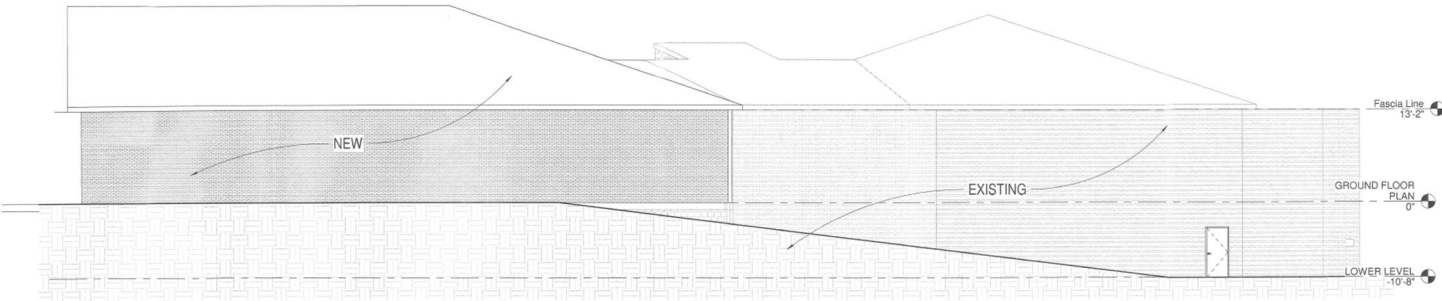 Fascia Line
13'-2"
NEW
EXISTING
GROUND FLOOR
PLAN
0"
LOWER LEVEL
-10'-8"